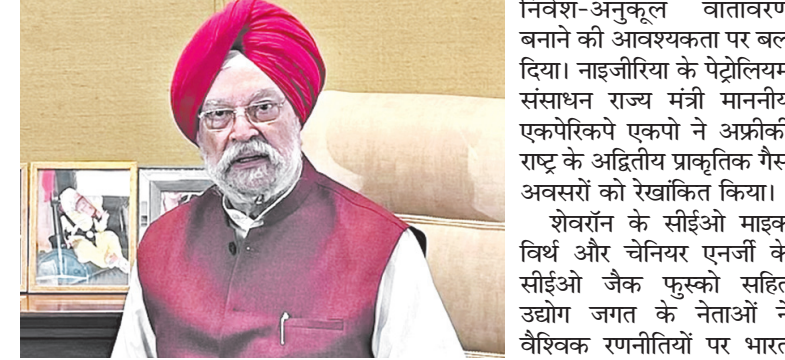 निवेश-अनुकूल वातावरण
बनाने की आवश्यकता पर बल
दिया। नाइजीरिया के पेट्रोलियम
संसाधन राज्य मंत्री माननीय
एकपेरिकपे एकपो ने अफ्रीकी
राष्ट्र के अद्वितीय प्राकृतिक गैस
अवसरों को रेखांकित किया।
शेवरॉन के सीईओ माइक
विर्थ और चेनियर एनर्जी के
सीईओ जैक फुस्को सहित
उद्योग जगत के नेताओं ने
वैश्विक रणनीतियों पर भारत